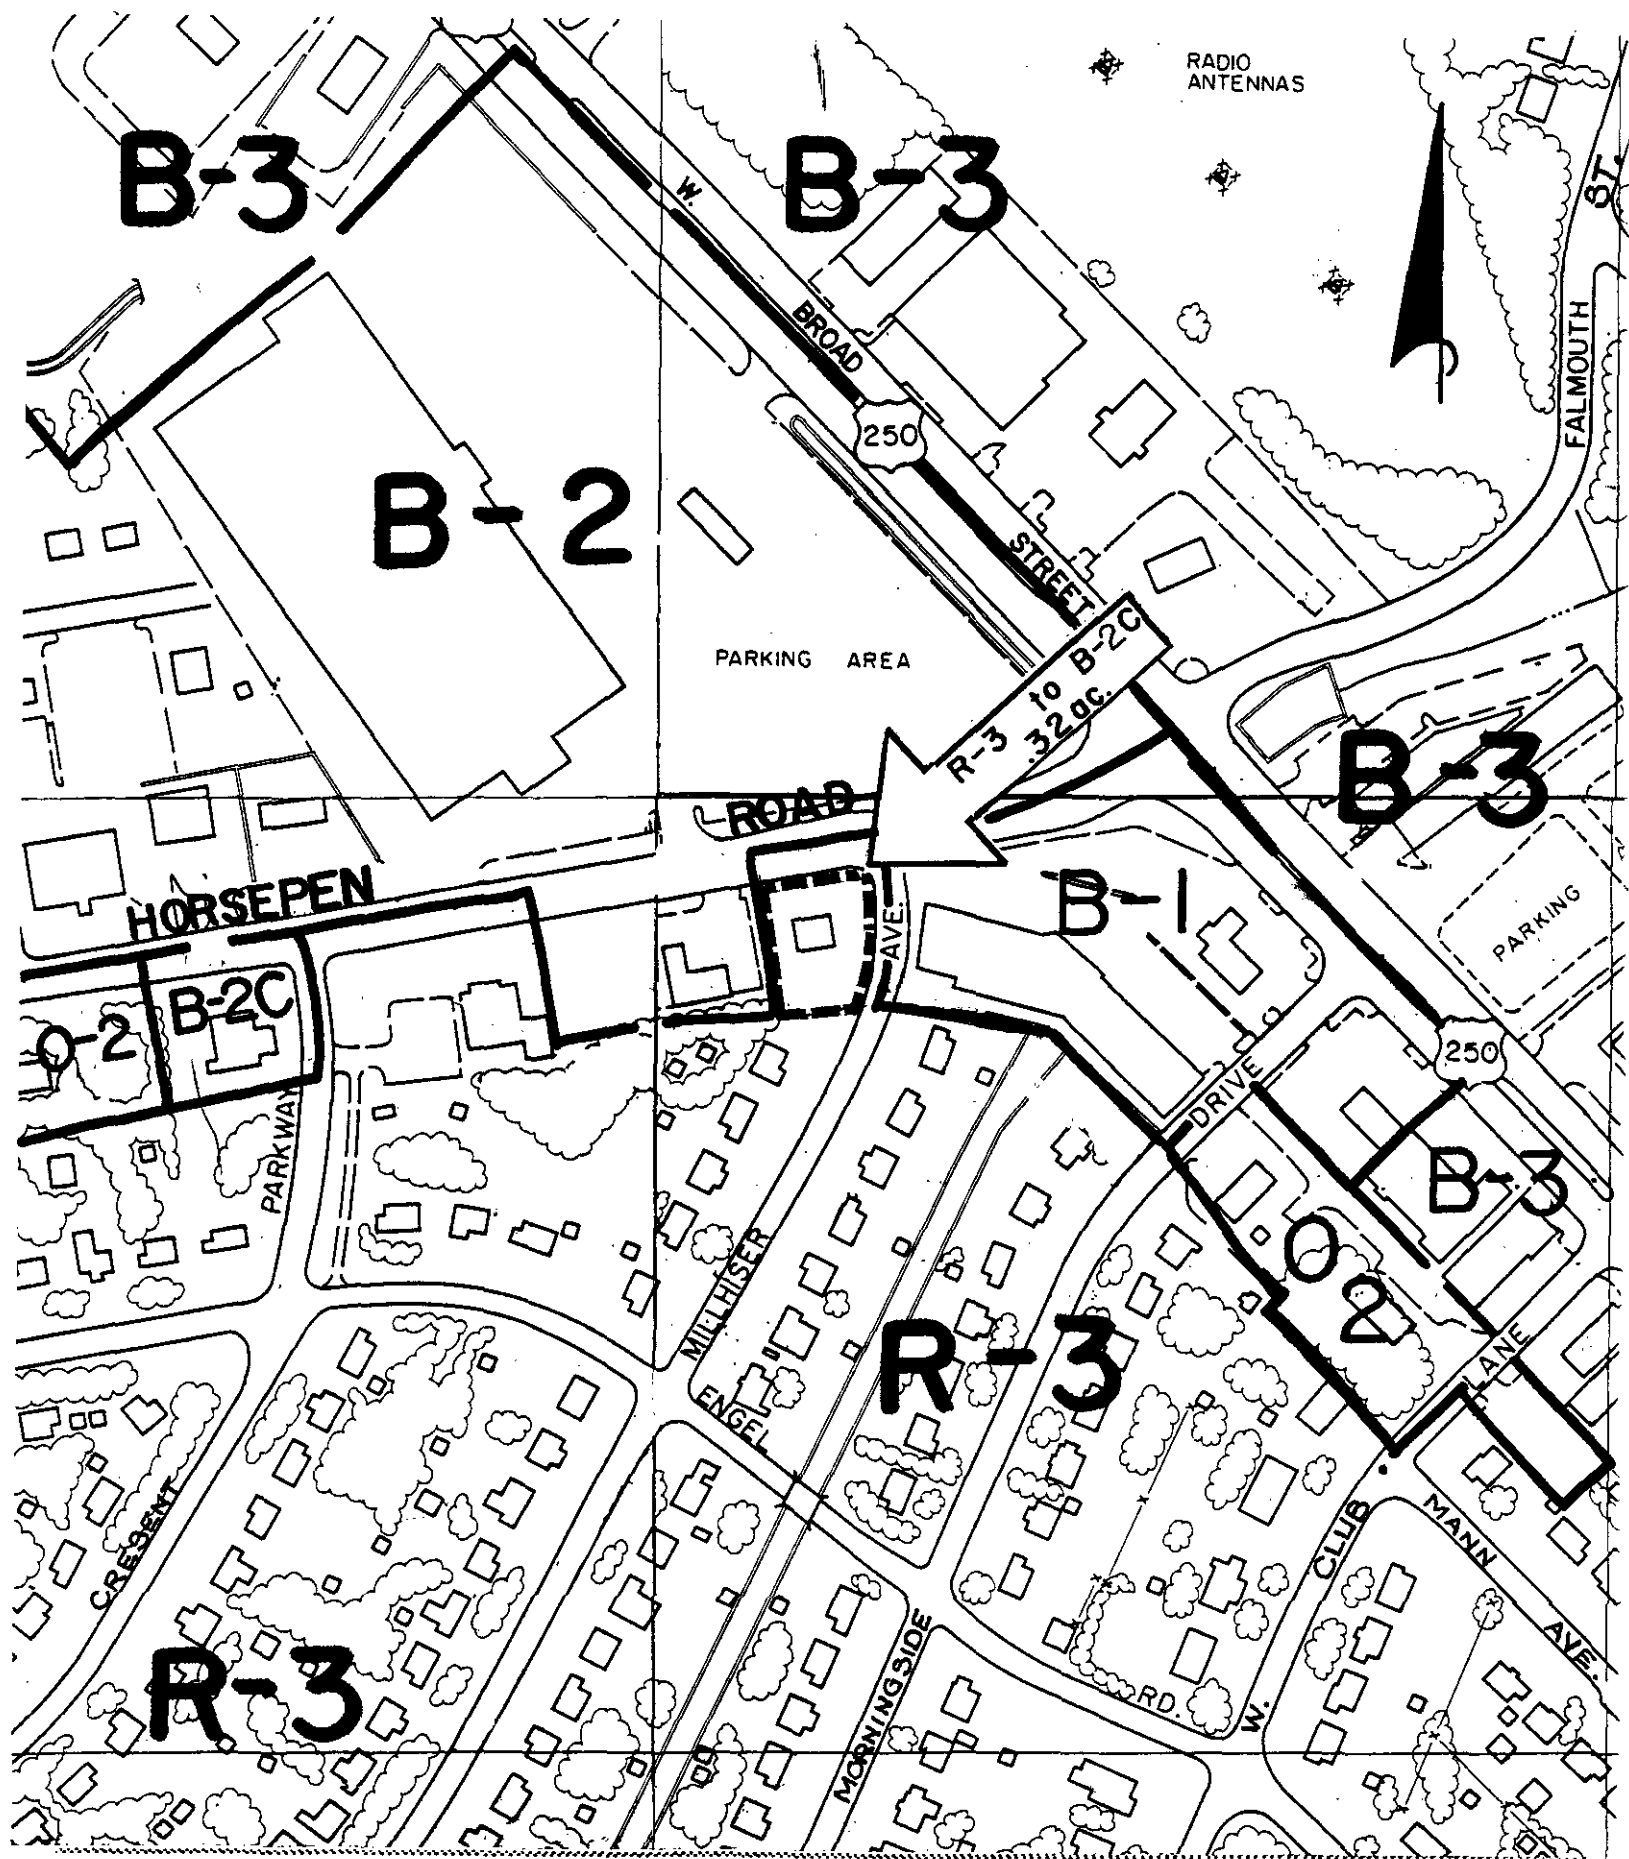 RADIO
ANTENNAS
B-3
B-3
ST.
W.
BROAD
FALMOUTH
250
B-2
STREET
PARKING AREA
R-3 to B-2C
.32 ac.
B-3
ROAD
HORSEPEN
B-1
AVE.
PARKING
B-2C
O-2
250
DRIVE
PARKWAY
B-3
O
2
MILLHISER
R-3
LANE
ENGEL
CRESENT
CLUB
MANN
AVE.
MORNINGSIDE
R-3
RD.
W.